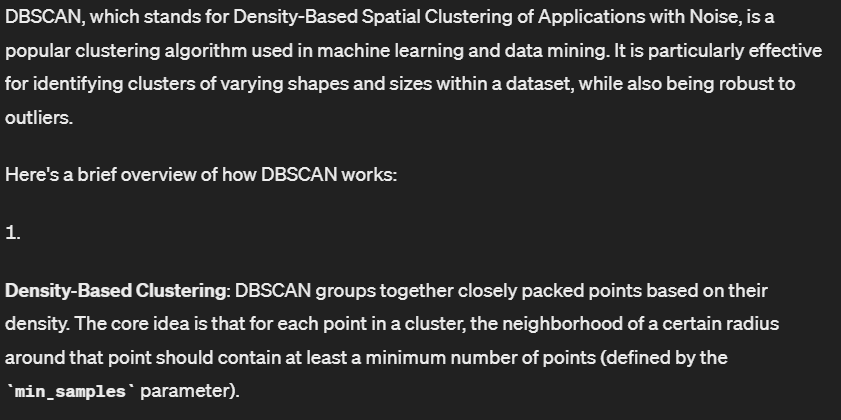 DBSCAN, which stands for Density-Based Spatial Clustering of Applications with Noise, is a
popular clustering algorithm used in machine learning and data mining. It is particularly effective
for identifying clusters of varying shapes and sizes within a dataset, while also being robust to
outliers.
Here's a brief overview of how DBSCAN works:
1.
Density-Based Clustering: DBSCAN groups together closely packed points based on their
density. The core idea is that for each point in a cluster, the neighborhood of a certain radius
around that point should contain at least a minimum number of points (defined by the
`min_samples` parameter).